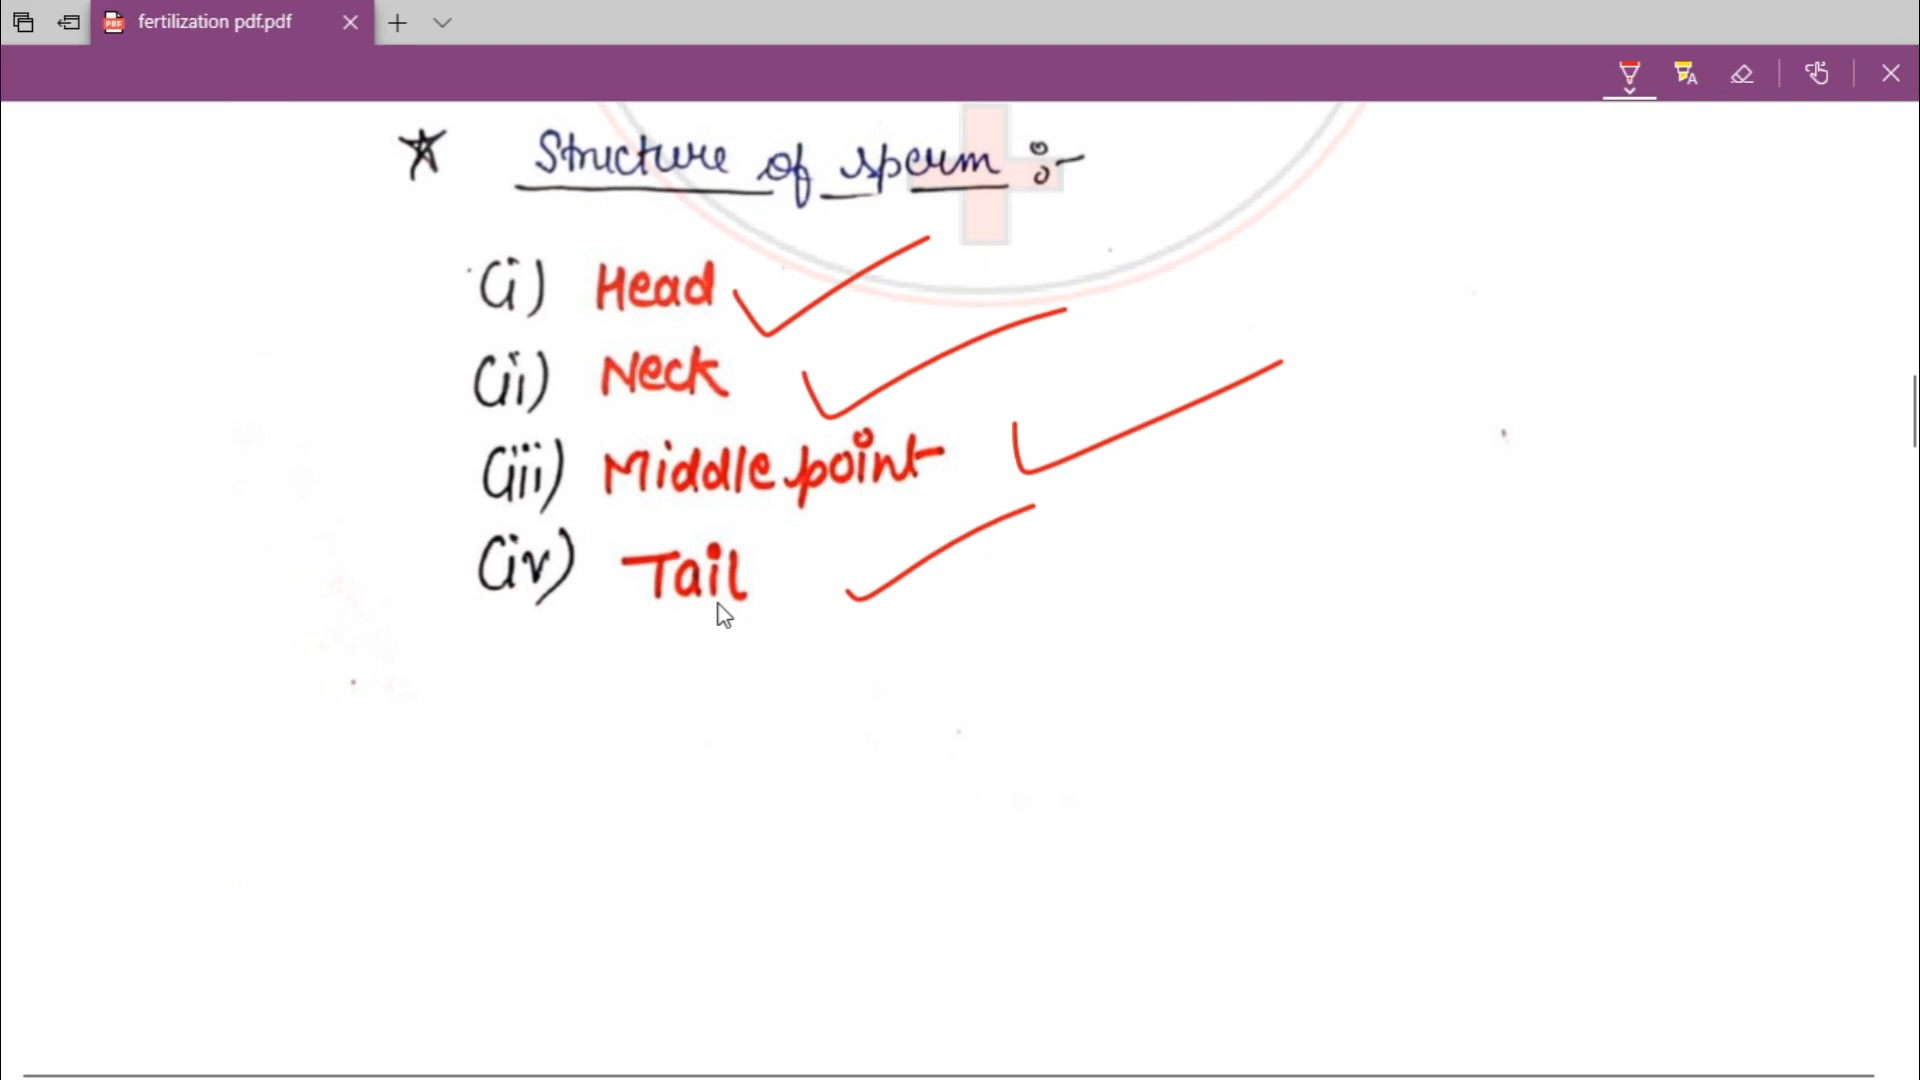 fertilization pdf.pdf
Structure of sperm :-
(i) Head
(ii) Neck
(iii) Middle point
(iv) Tail